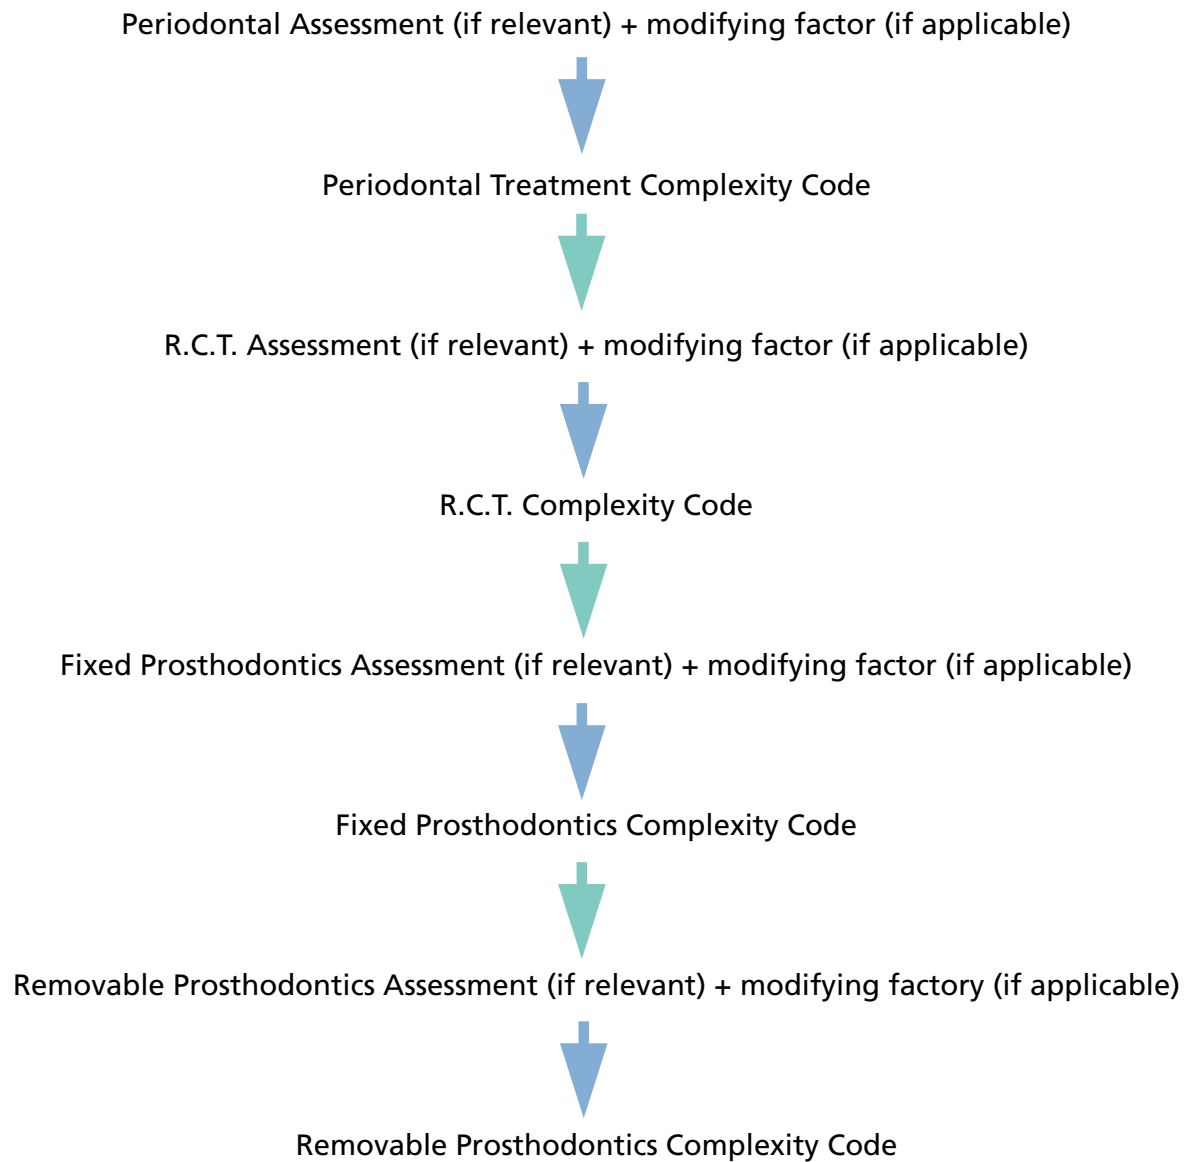 Periodontal Assessment (if relevant) + modifying factor (if applicable)
Periodontal Treatment Complexity Code
R.C.T. Assessment (if relevant) + modifying factor (if applicable)
R.C.T. Complexity Code
Fixed Prosthodontics Assessment (if relevant) + modifying factor (if applicable)
Fixed Prosthodontics Complexity Code
Removable Prosthodontics Assessment (if relevant) + modifying factory (if applicable)
Removable Prosthodontics Complexity Code